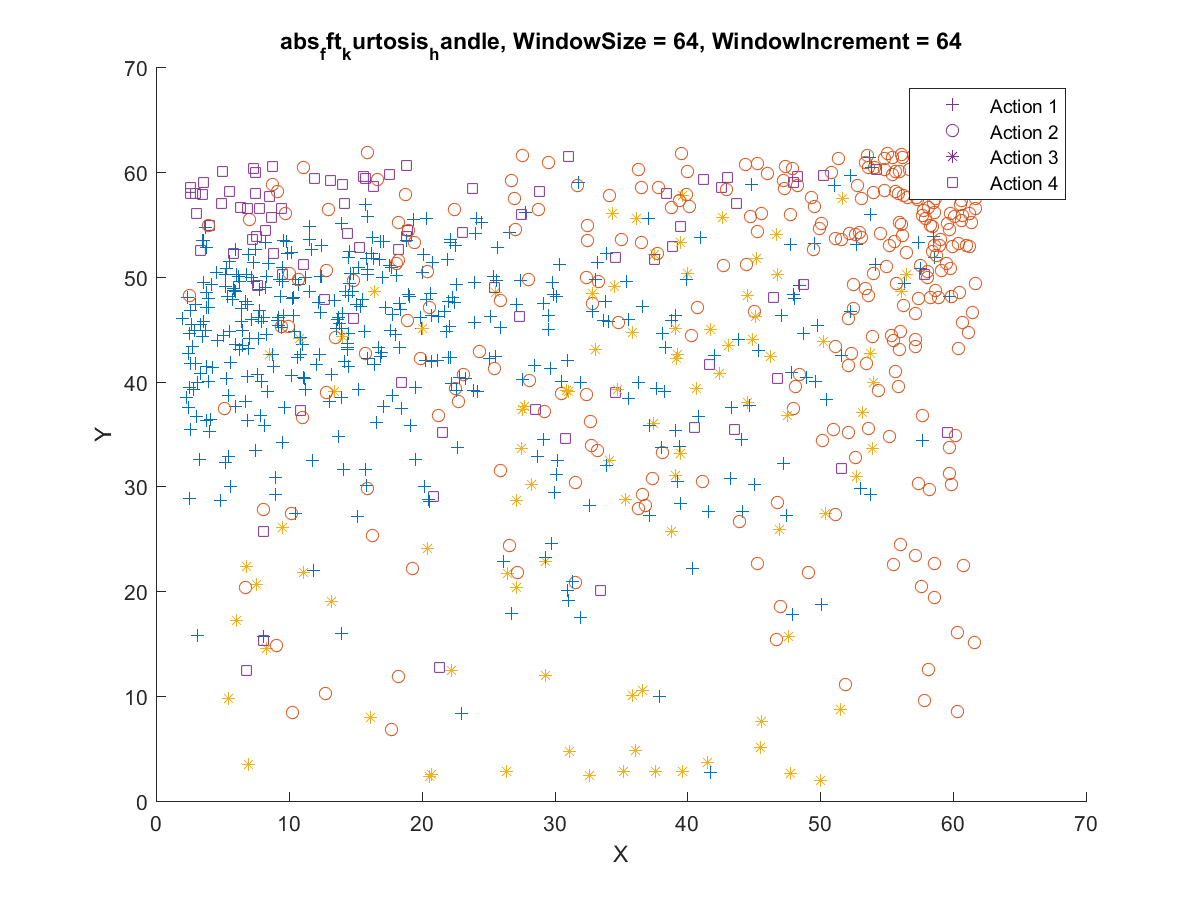 abs_ft_kurtosis_handle, WindowSize = 64, WindowIncrement = 64
70
60
50
40
30
20
10
0
Y
Action 1
Action 2
Action 3
Action 4
0 10 20 30 40 50 60 70
X